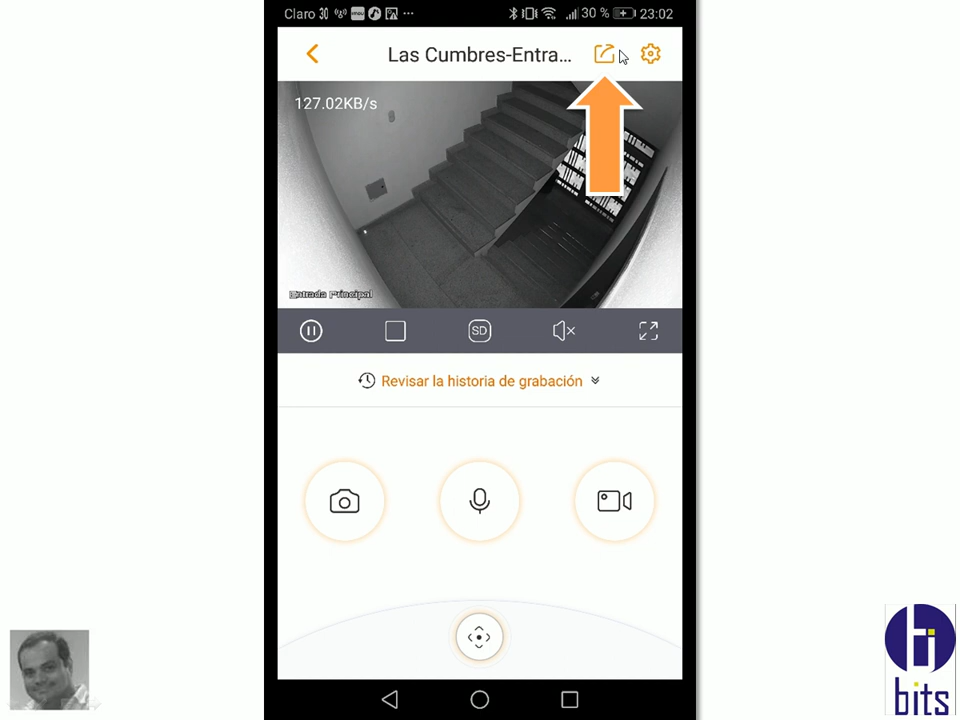 Claro 30 % 23:02
Las Cumbres-Entra...
127.02KB/s
Entrada Principal
SD
Revisar la historia de grabación
bits